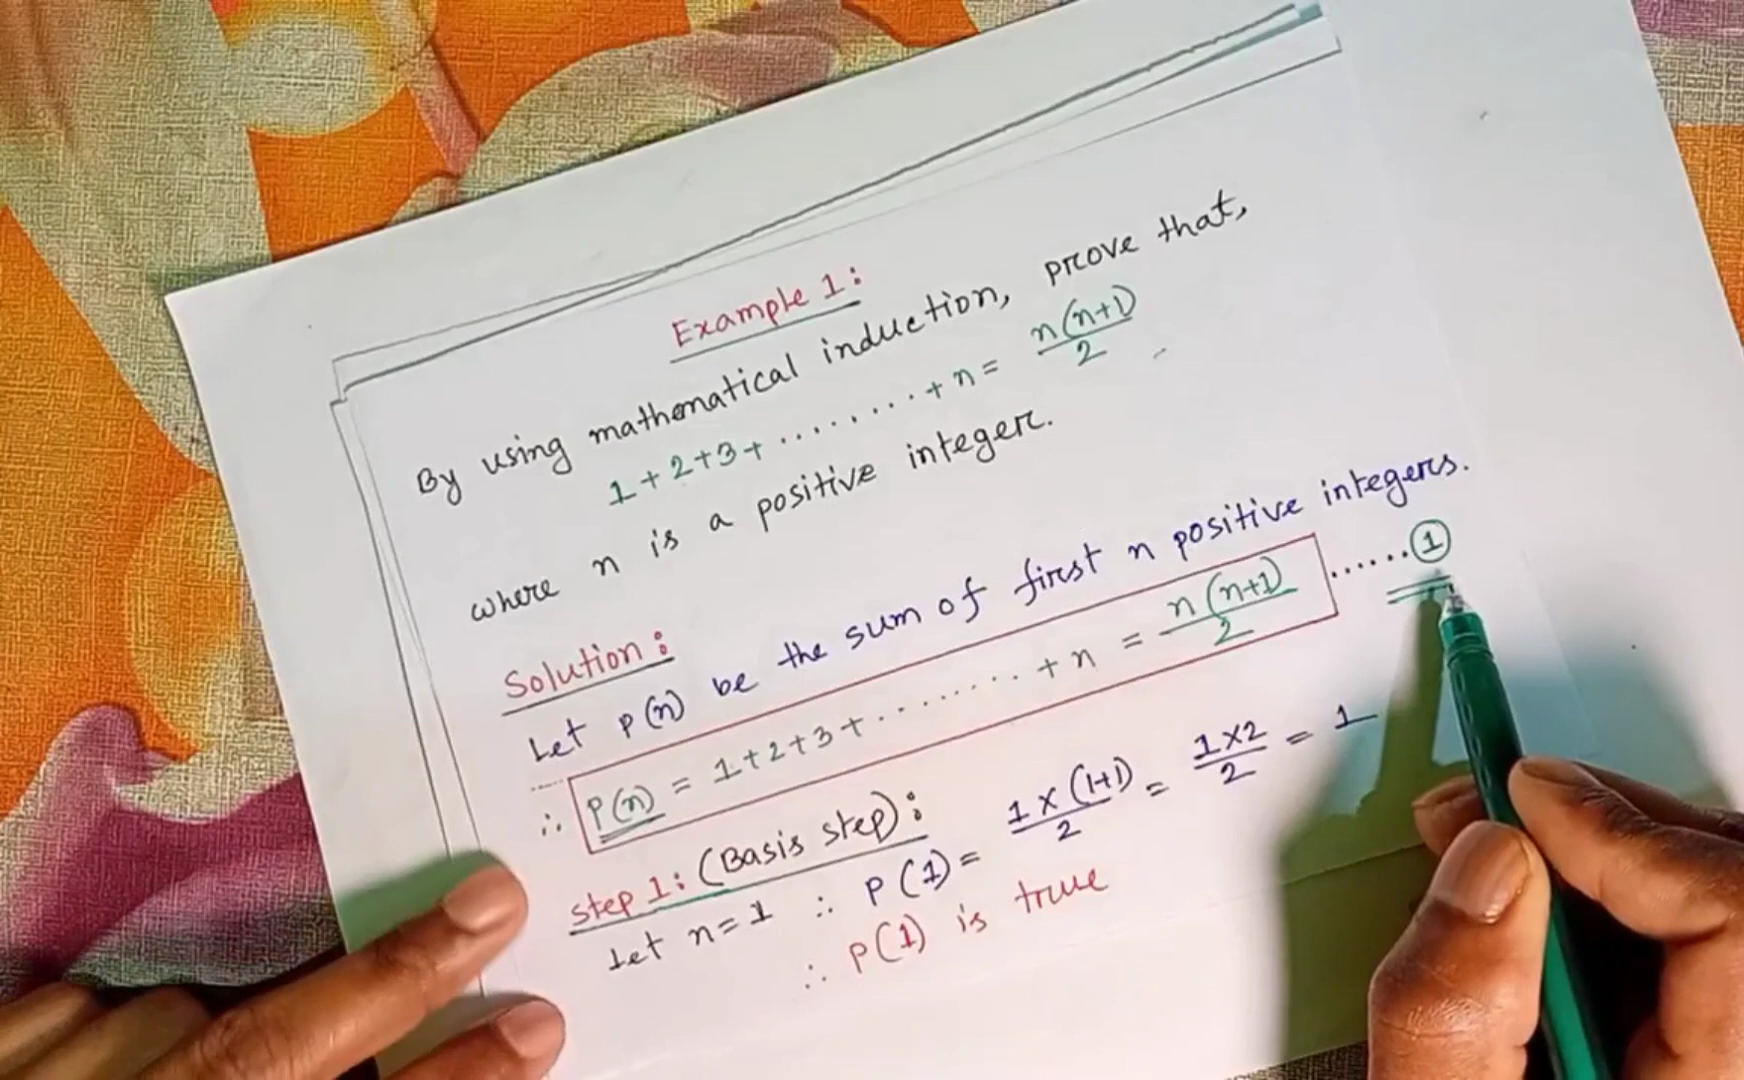 Example 1:
By using mathematical induction, prove that,
1 + 2 + 3 + ......... + n = n(n+1)/2
where n is a positive integer.
Solution:
Let p(n) be the sum of first n positive integers.
∴ P(n) = 1 + 2 + 3 + ......... + n = n(n+1)/2 ......①
Step 1: (Basis step):
Let n=1 ∴ P(1) = 1×(1+1)/2 = 1×2/2 = 1
∴ P(1) is true